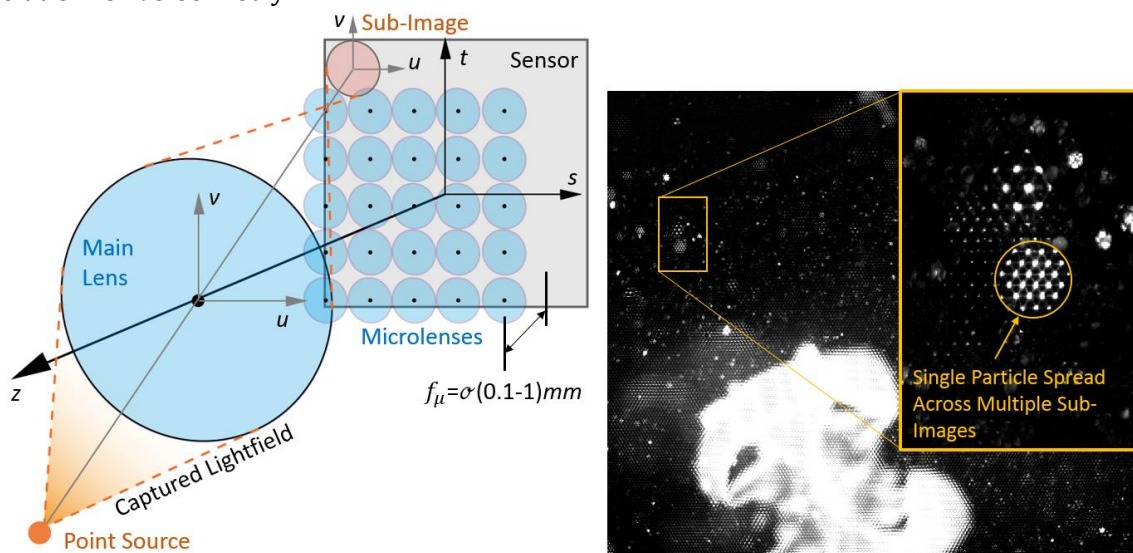 v
Sub-Image
u
t
Sensor
s
v
Main
Lens
u
Microlenses
z
fμ=𝒪(0.1-1)mm
Captured Lightfield
Point Source
Single Particle Spread
Across Multiple Sub-
Images